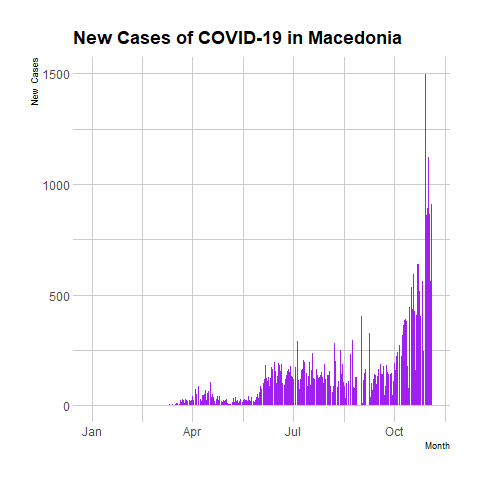 New Cases of COVID-19 in Macedonia
New Cases
1500
1000
500
0
Jan Apr Jul Oct
Month